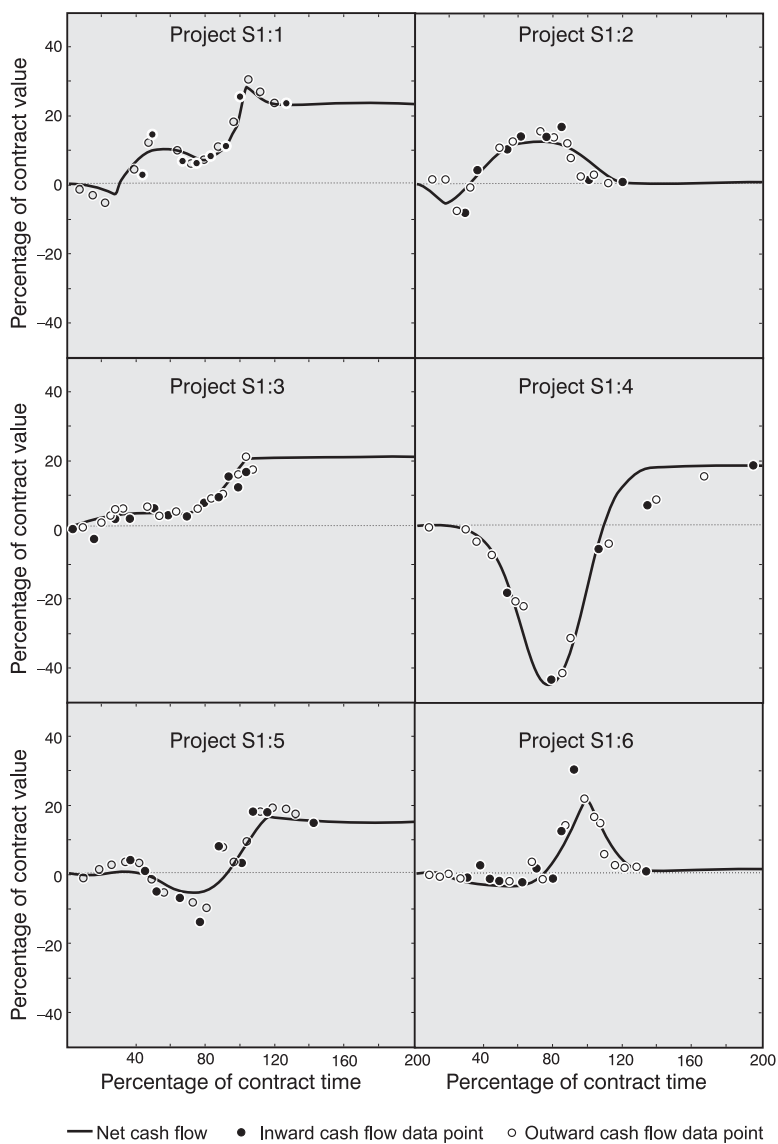 Project S1:1
Project S1:2
40
20
0
−20
−40
Percentage of contract value
Project S1:3
Project S1:4
40
20
0
−20
−40
Percentage of contract value
Project S1:5
Project S1:6
40
20
0
−20
−40
Percentage of contract value
40 80 120 160 200 40 80 120 160 200
Percentage of contract time Percentage of contract time
Net cash flow Inward cash flow data point Outward cash flow data point